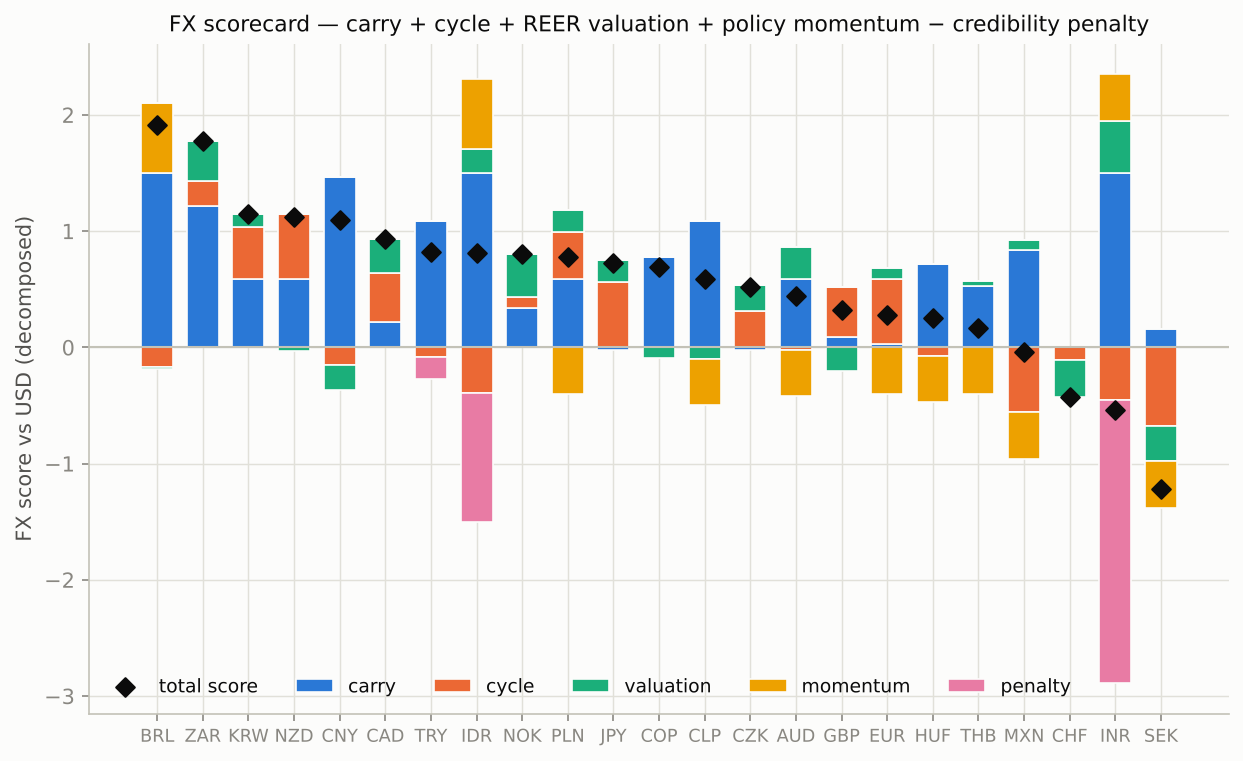 FX scorecard — carry + cycle + REER valuation + policy momentum − credibility penalty
FX score vs USD (decomposed)
2
1
0
−1
−2
−3
total score carry cycle valuation momentum penalty
BRL ZAR KRW NZD CNY CAD TRY IDR NOK PLN JPY COP CLP CZK AUD GBP EUR HUF THB MXN CHF INR SEK